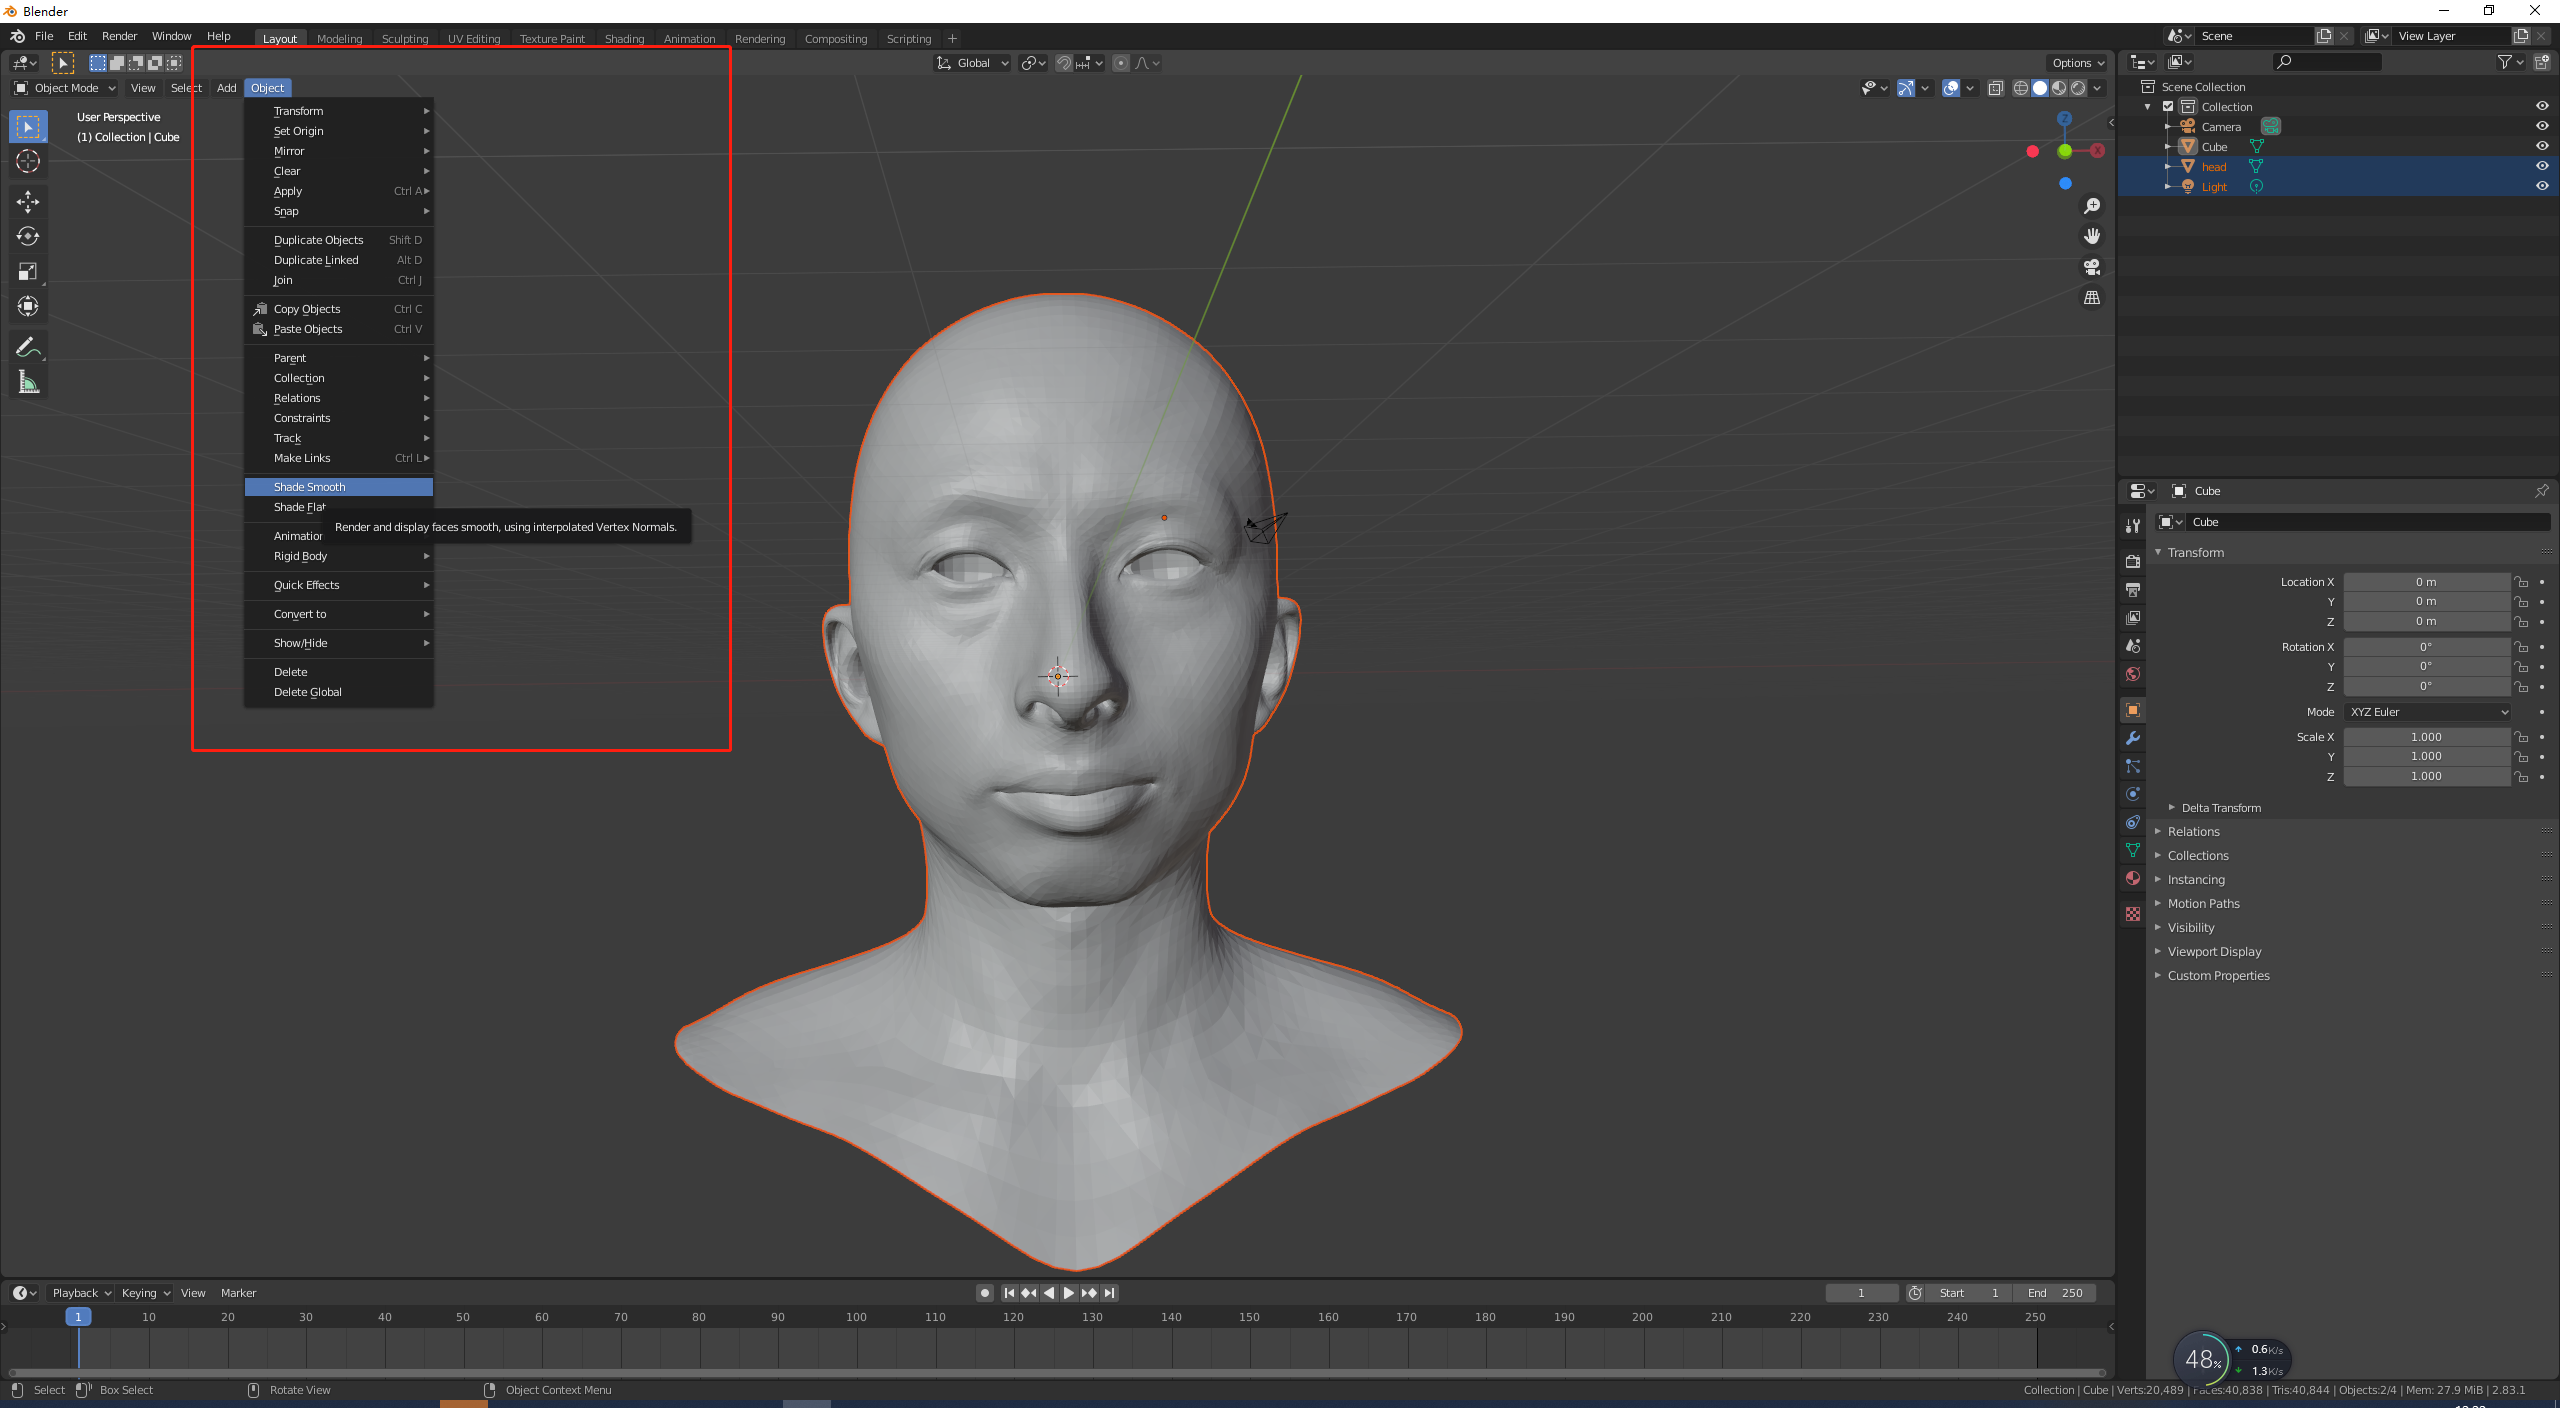 Blender
File Edit Render Window Help Layout Modeling Sculpting UV Editing Texture Paint Shading Animation Rendering Compositing Scripting + Scene View Layer
Global Options
Object Mode View Select Add Object
User Perspective
(1) Collection | Cube
Transform
Set Origin
Mirror
Clear
Apply Ctrl A
Snap
Duplicate Objects Shift D
Duplicate Linked Alt D
Join Ctrl J
Copy Objects Ctrl C
Paste Objects Ctrl V
Parent
Collection
Relations
Constraints
Track
Make Links Ctrl L
Shade Smooth
Shade Flat
Render and display faces smooth, using interpolated Vertex Normals.
Animation
Rigid Body
Quick Effects
Convert to
Show/Hide
Delete
Delete Global
Z
X
Scene Collection
Collection
Camera
Cube
head
Light
Cube
Cube
Transform
Location X 0 m
Y 0 m
Z 0 m
Rotation X 0°
Y 0°
Z 0°
Mode XYZ Euler
Scale X 1.000
Y 1.000
Z 1.000
Delta Transform
Relations
Collections
Instancing
Motion Paths
Visibility
Viewport Display
Custom Properties
Playback Keying View Marker 1 Start 1 End 250
1 10 20 30 40 50 60 70 80 90 100 110 120 130 140 150 160 170 180 190 200 210 220 230 240 250
48% 0.6K/s
1.3K/s
Select Box Select Rotate View Object Context Menu Collection | Cube | Verts:20,489 | Faces:40,838 | Tris:40,844 | Objects:2/4 | Mem: 27.9 MiB | 2.83.1